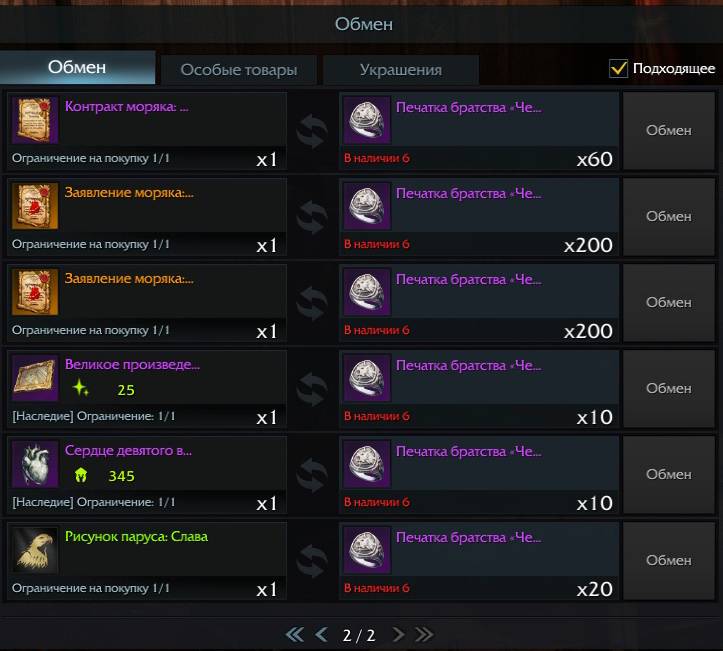 Обмен
Обмен Особые товары Украшения Подходящее
Контракт моряка: ... Печатка братства «Че...
Обмен
Ограничение на покупку 1/1 x1 В наличии 6 x60
Заявление моряка:... Печатка братства «Че...
Обмен
Ограничение на покупку 1/1 x1 В наличии 6 x200
Заявление моряка:... Печатка братства «Че...
Обмен
Ограничение на покупку 1/1 x1 В наличии 6 x200
Великое произведе... Печатка братства «Че...
25 Обмен
[Наследие] Ограничение: 1/1 x1 В наличии 6 x10
Сердце девятого в... Печатка братства «Че...
345 Обмен
[Наследие] Ограничение: 1/1 x1 В наличии 6 x10
Рисунок паруса: Слава Печатка братства «Че...
Обмен
Ограничение на покупку 1/1 x1 В наличии 6 x20
2 / 2